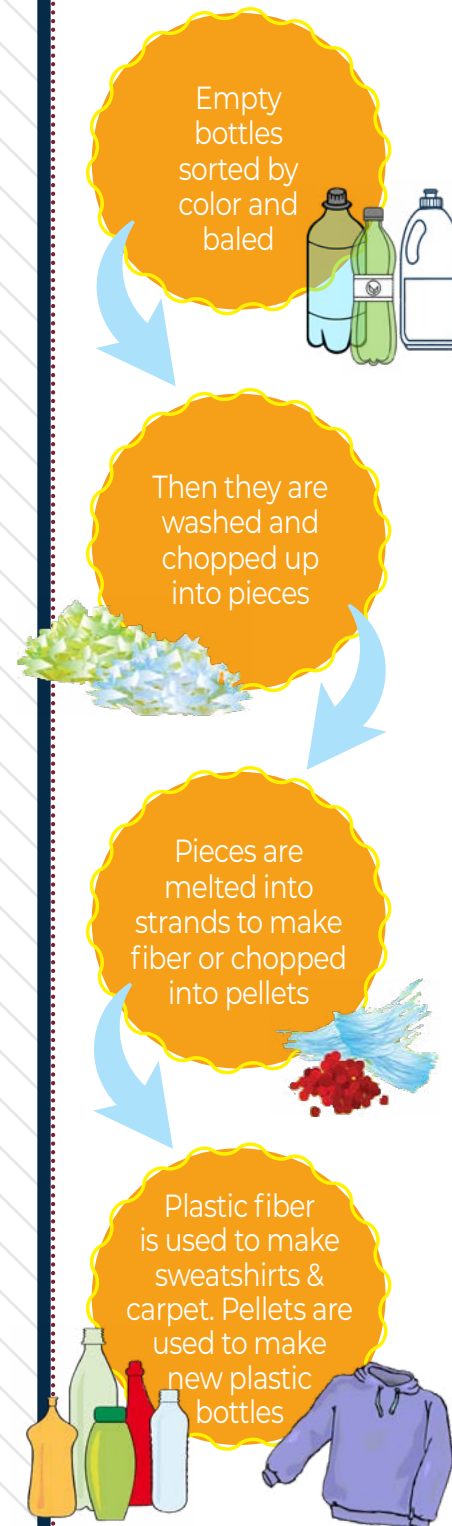 Empty
bottles
sorted by
color and
baled
Then they are
washed and
chopped up
into pieces
Pieces are
melted into
strands to make
fiber or chopped
into pellets
Plastic fiber
is used to make
sweatshirts &
carpet. Pellets are
used to make
new plastic
bottles